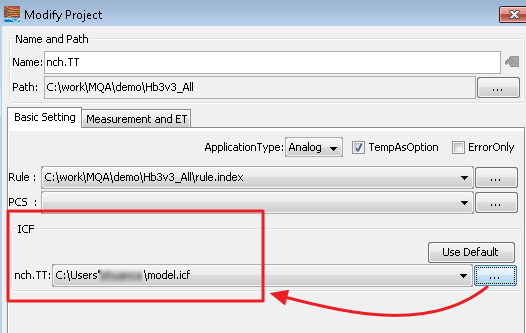 Modify Project
Name and Path
Name: nch.TT
Path: C:\work\MQA\demo\Hb3v3_All ...
Basic Setting Measurement and ET
ApplicationType: Analog TempAsOption ErrorOnly
Rule : C:\work\MQA\demo\Hb3v3_All\rule.index ...
PCS : ...
ICF
Use Default
nch.TT: C:\Users\ \model.icf ...